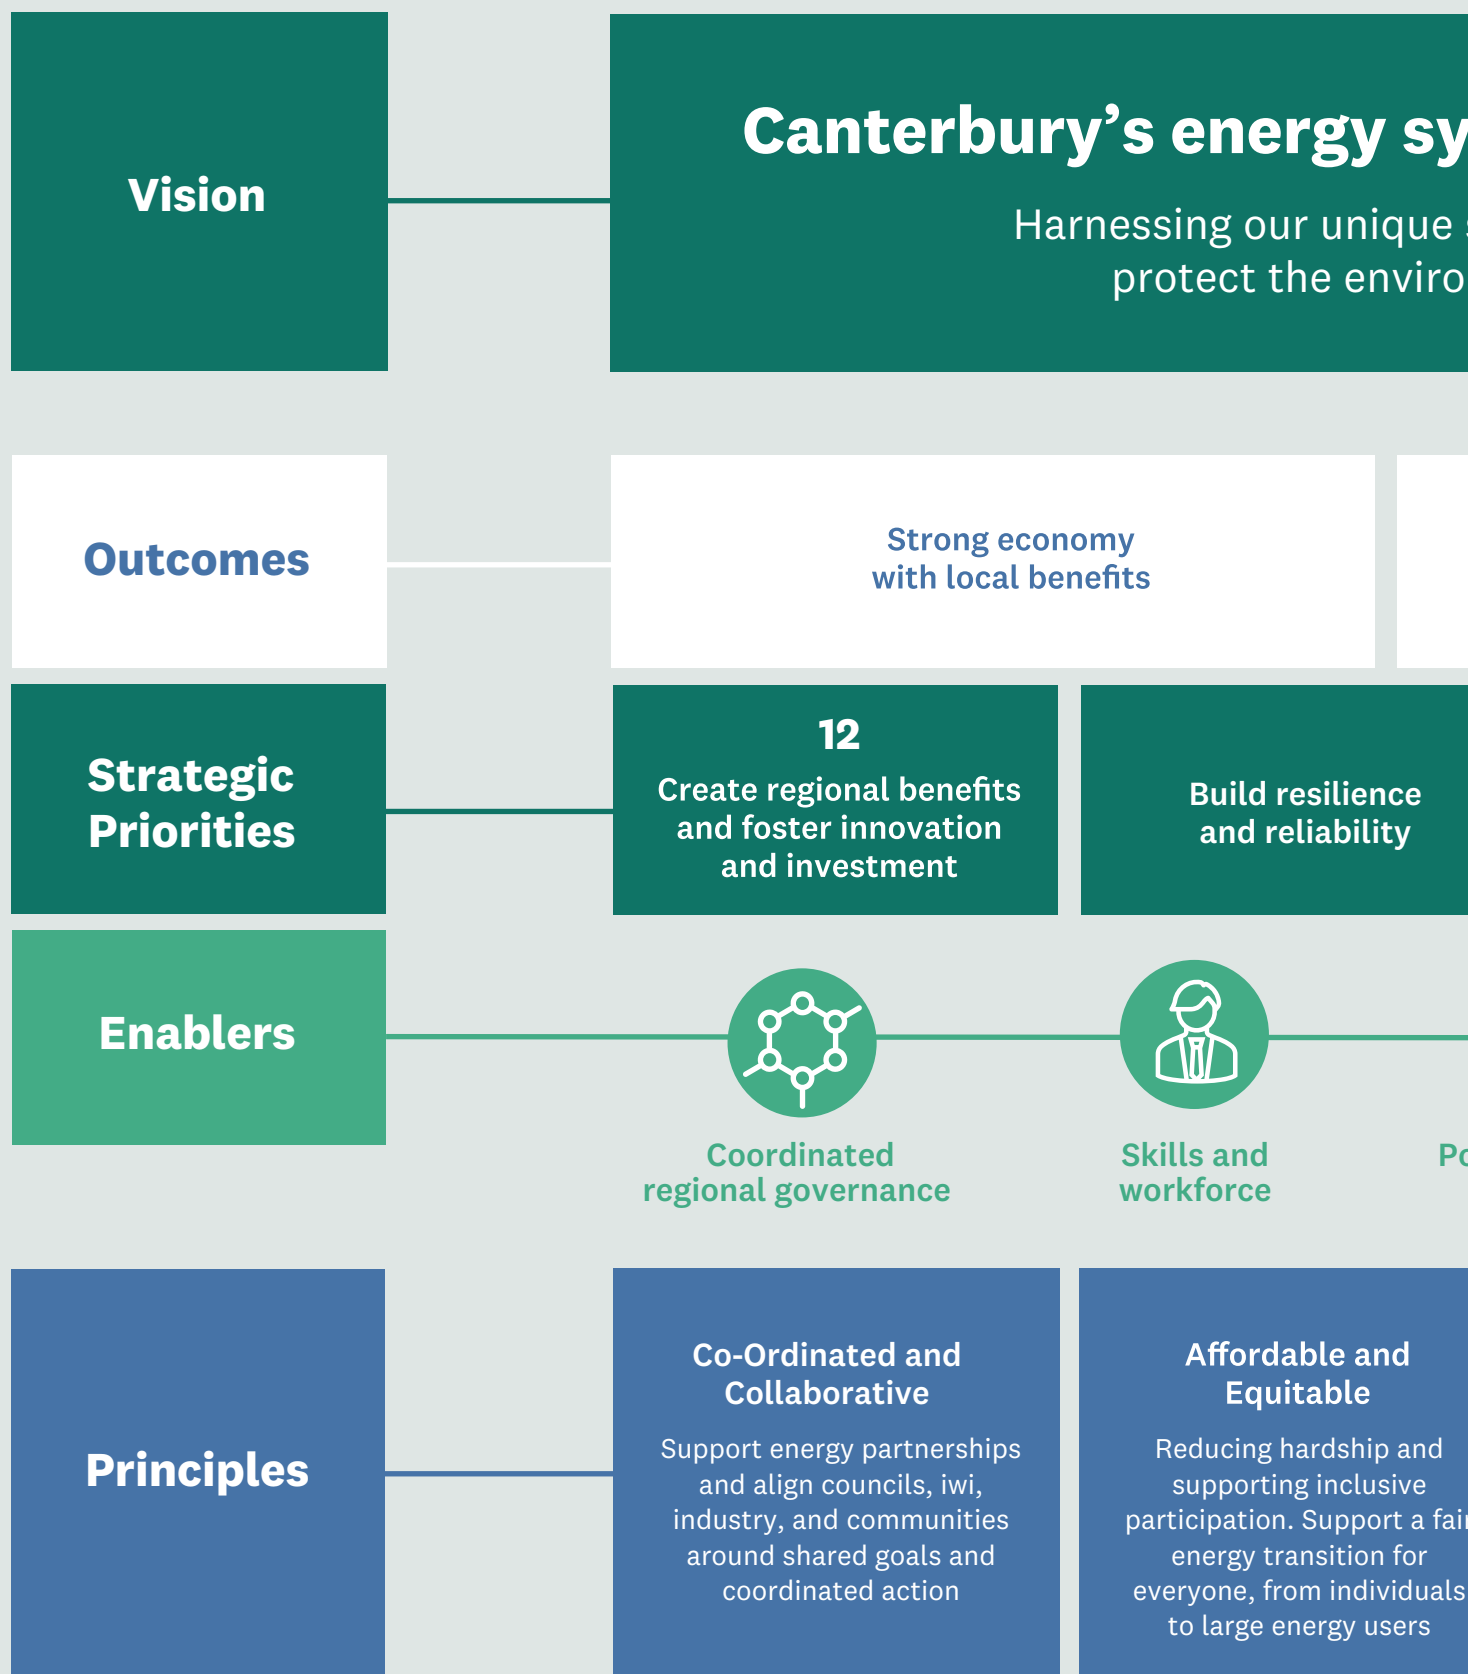 Vision
Canterbury's energy sy
Harnessing our unique
protect the enviro
Outcomes
Strong economy
with local benefits
Strategic
Priorities
12
Create regional benefits
and foster innovation
and investment
Build resilience
and reliability
Enablers
Coordinated
regional governance
Skills and
workforce
Po
Principles
Co-Ordinated and
Collaborative
Support energy partnerships
and align councils, iwi,
industry, and communities
around shared goals and
coordinated action
Affordable and
Equitable
Reducing hardship and
supporting inclusive
participation. Support a fair
energy transition for
everyone, from individuals
to large energy users